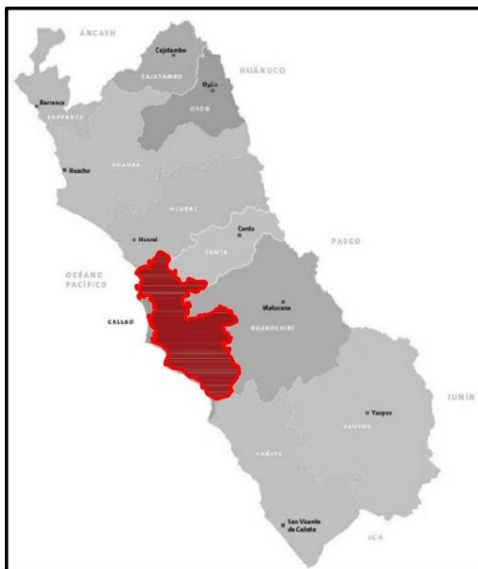 ÁNCASH
Cajatambo
HUÁNUCO
CAJATAMBO
Oyón
Barranca
OYÓN
BARRANCA
HUAURA
Huacho
HUARAL
Canta
Huaral
PASCO
CANTA
OCÉANO
PACÍFICO
Matucana
CALLAO
HUAROCHIRÍ
JUNÍN
Yauyos
YAUYOS
CAÑETE
San Vicente
de Cañete
ICA